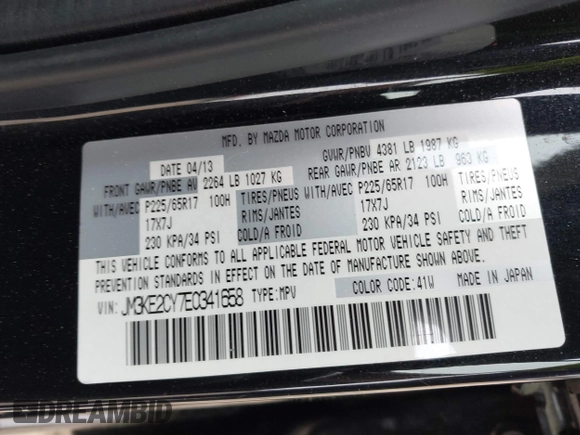 MFD. BY MAZDA MOTOR CORPORATION
DATE 04/13 GVWR/PNBV 4381 LB 1987 KG
FRONT GAWR/PNBE AV 2264 LB 1027 KG REAR GAWR/PNBE AR 2123 LB 963 KG
WITH/AVEC P225/65R17 100H TIRES/PNEUS WITH/AVEC P225/65R17 100H TIRES/PNEUS
17X7J RIMS/JANTES 17X7J RIMS/JANTES
230 KPA/34 PSI COLD/A FROID 230 KPA/34 PSI COLD/A FROID
THIS VEHICLE CONFORMS TO ALL APPLICABLE FEDERAL MOTOR VEHICLE SAFETY, BUMPER, AND THEFT
PREVENTION STANDARDS IN EFFECT ON THE DATE OF MANUFACTURE SHOWN ABOVE.
VIN: JM3KE2CY7E0341658 TYPE:MPV COLOR CODE:41W MADE IN JAPAN
DREAMBID